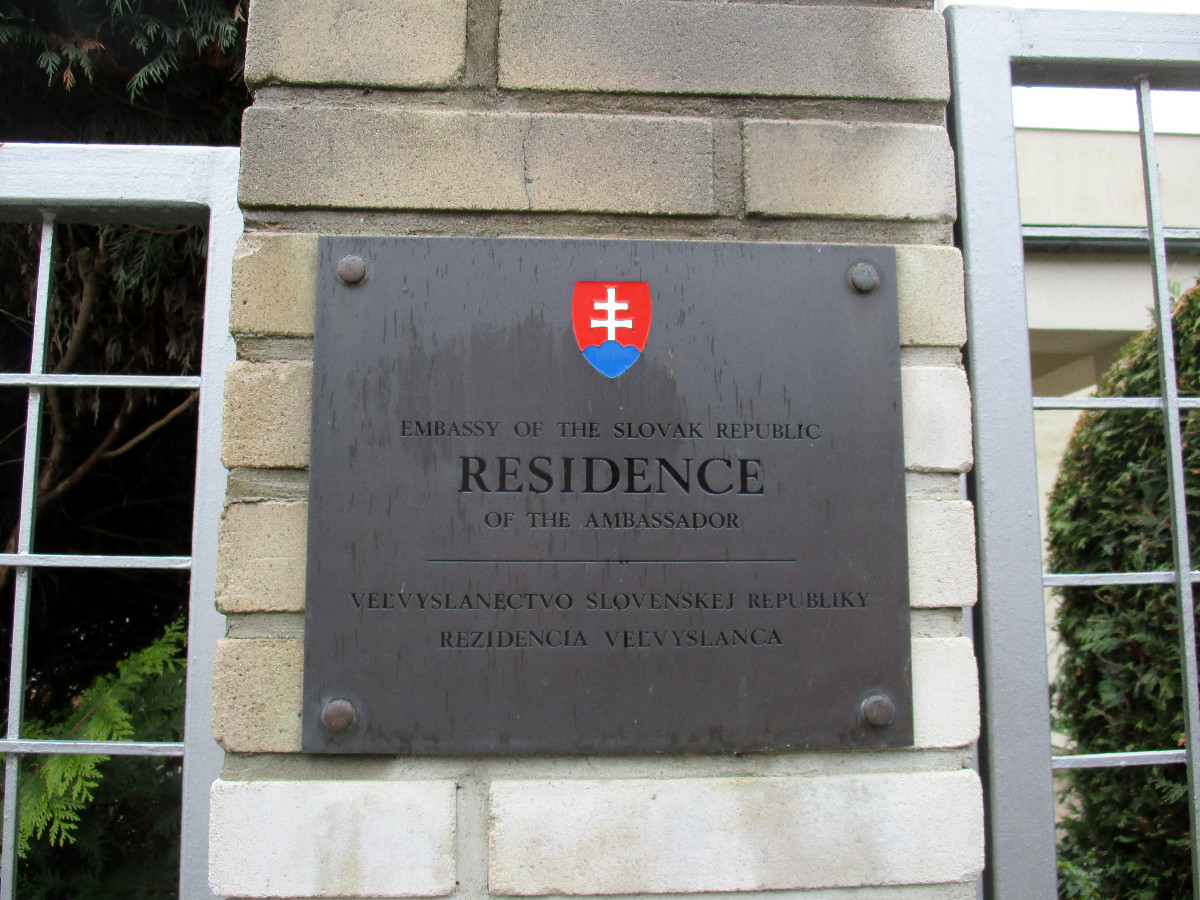 EMBASSY OF THE SLOVAK REPUBLIC
RESIDENCE
OF THE AMBASSADOR
VEĽVYSLANECTVO SLOVENSKEJ REPUBLIKY
REZIDENCIA VEĽVYSLANCA